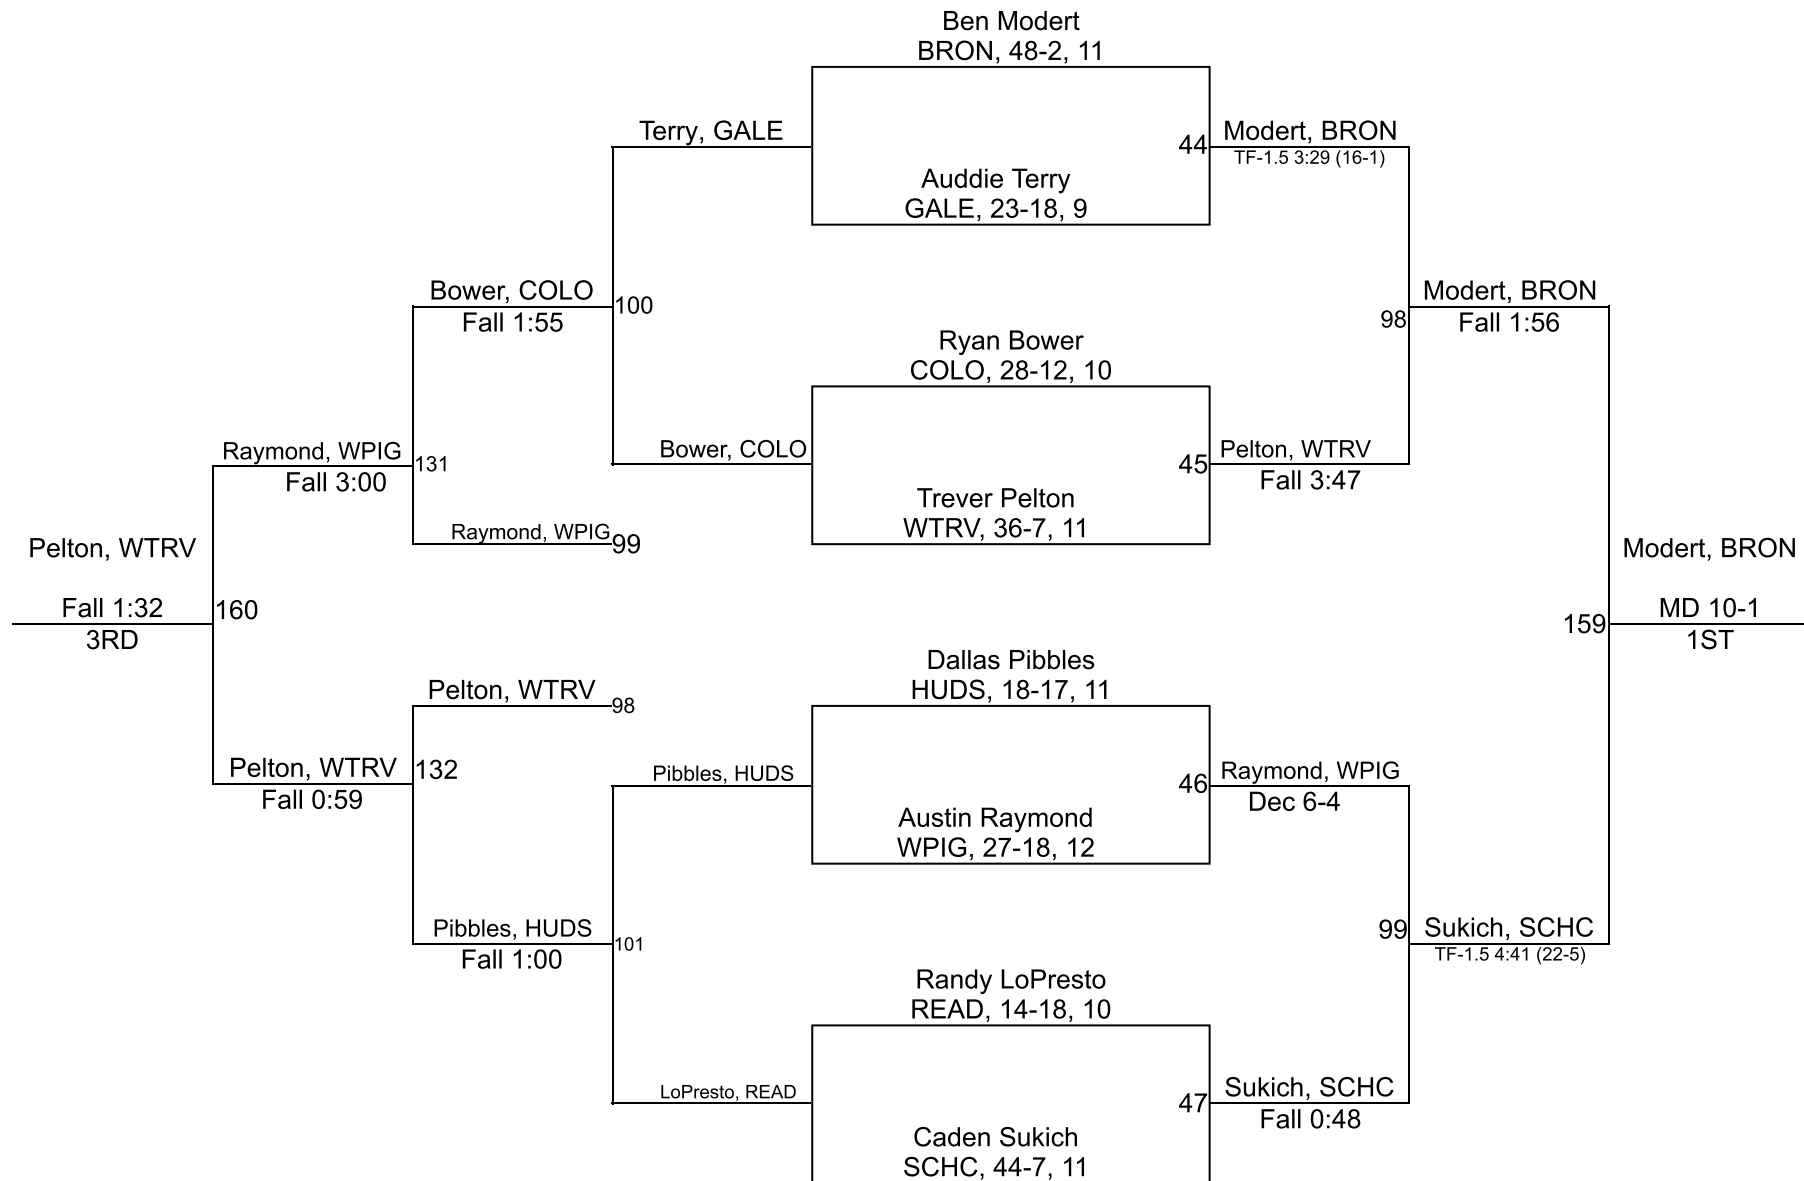 Ben Modert
BRON, 48-2, 11
Terry, GALE
44
Modert, BRON
TF-1.5 3:29 (16-1)
Auddie Terry
GALE, 23-18, 9
Bower, COLO
Fall 1:55
100
98
Modert, BRON
Fall 1:56
Ryan Bower
COLO, 28-12, 10
Bower, COLO
45
Pelton, WTRV
Fall 3:47
Raymond, WPIG
Fall 3:00
131
Trever Pelton
WTRV, 36-7, 11
Raymond, WPIG
99
Pelton, WTRV
Fall 1:32
3RD
160
Modert, BRON
159
MD 10-1
1ST
Dallas Pibbles
HUDS, 18-17, 11
Pelton, WTRV
98
Pelton, WTRV
Fall 0:59
132
Pibbles, HUDS
46
Raymond, WPIG
Dec 6-4
Austin Raymond
WPIG, 27-18, 12
Pibbles, HUDS
Fall 1:00
101
99
Sukich, SCHC
TF-1.5 4:41 (22-5)
Randy LoPresto
READ, 14-18, 10
LoPresto, READ
47
Sukich, SCHC
Fall 0:48
Caden Sukich
SCHC, 44-7, 11